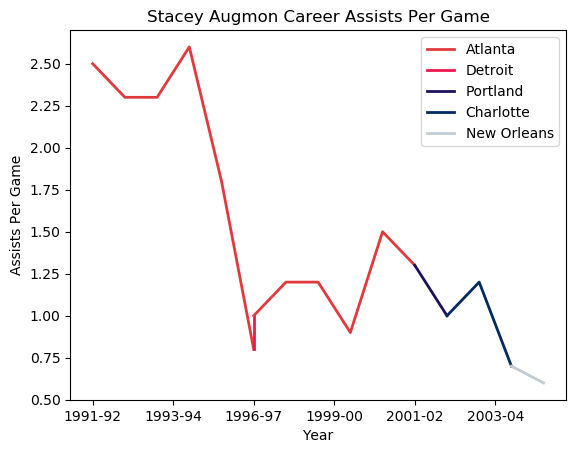 Stacey Augmon Career Assists Per Game
Atlanta
Detroit
Portland
Charlotte
New Orleans
Assists Per Game
2.50
2.25
2.00
1.75
1.50
1.25
1.00
0.75
0.50
1991-92 1993-94 1996-97 1999-00 2001-02 2003-04
Year